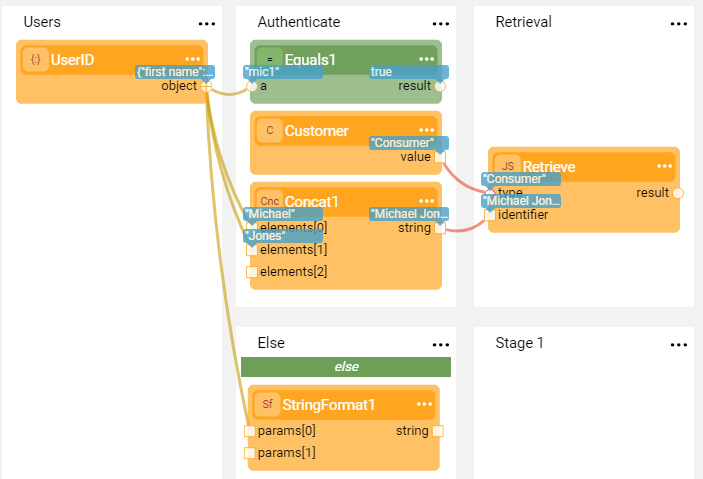 Users
{;}
UserID
{"first name":...
object
Authenticate
=
Equals1
"mic1"
true
a
result
C
Customer
"Consumer"
value
Cnc
Concat1
"Michael"
"Michael Jon...
elements[0]
string
"Jones"
elements[1]
elements[2]
Retrieval
JS
Retrieve
"Consumer"
type
result
"Michael Jon...
identifier
Else
else
Sf
StringFormat1
params[0]
string
params[1]
Stage 1